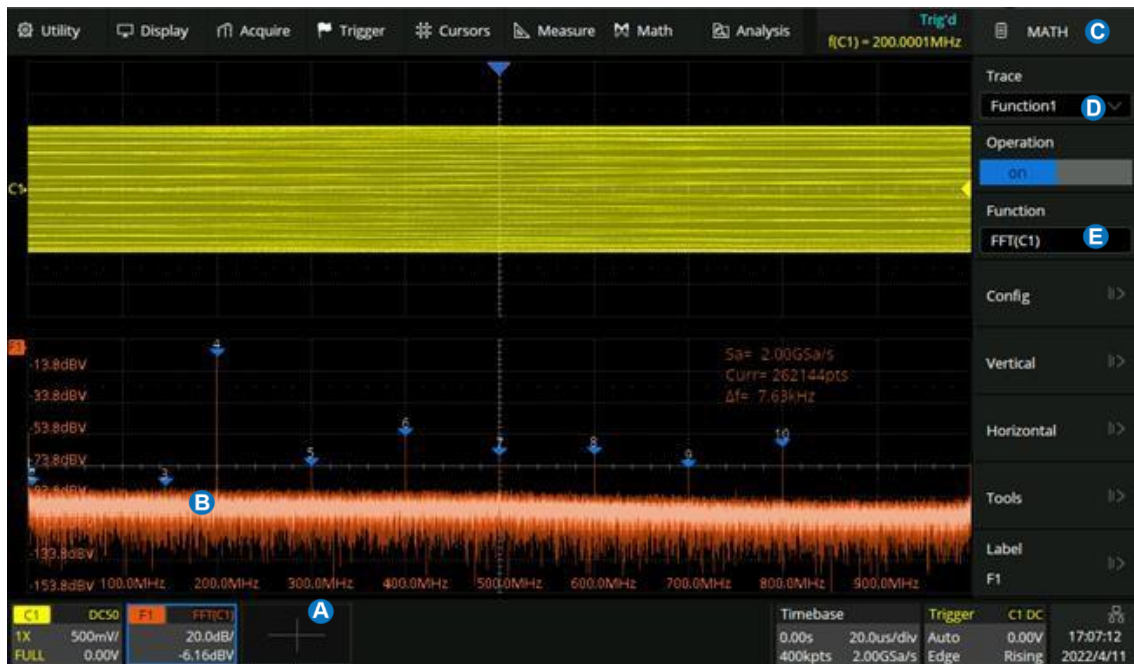 Utility Display Acquire Trigger Cursors Measure Math Analysis
Trig'd
f(C1) = 200.0001MHz
MATH C
Trace
Function1 D
Operation
on
Function
FFT(C1) E
Config
Vertical
Horizontal
Tools
Label
F1
C1
F1
Sa= 2.00GSa/s
Curr= 262144pts
Δf= 7.63kHz
-13.8dBV
-33.8dBV
-53.8dBV
-73.8dBV
-133.8dBV
-153.8dBV
3 4 5 6 7 8 9 10
B
100.0MHz 200.0MHz 300.0MHz 400.0MHz 500.0MHz 600.0MHz 700.0MHz 800.0MHz 900.0MHz
A
C1 DC50
1X 500mV/
FULL 0.00V
F1 FFT(C1)
20.0dB/
-6.16dBV
Timebase
0.00s 20.0us/div
400kpts 2.00GSa/s
Trigger C1 DC
Auto 0.00V
Edge Rising
17:07:12
2022/4/11